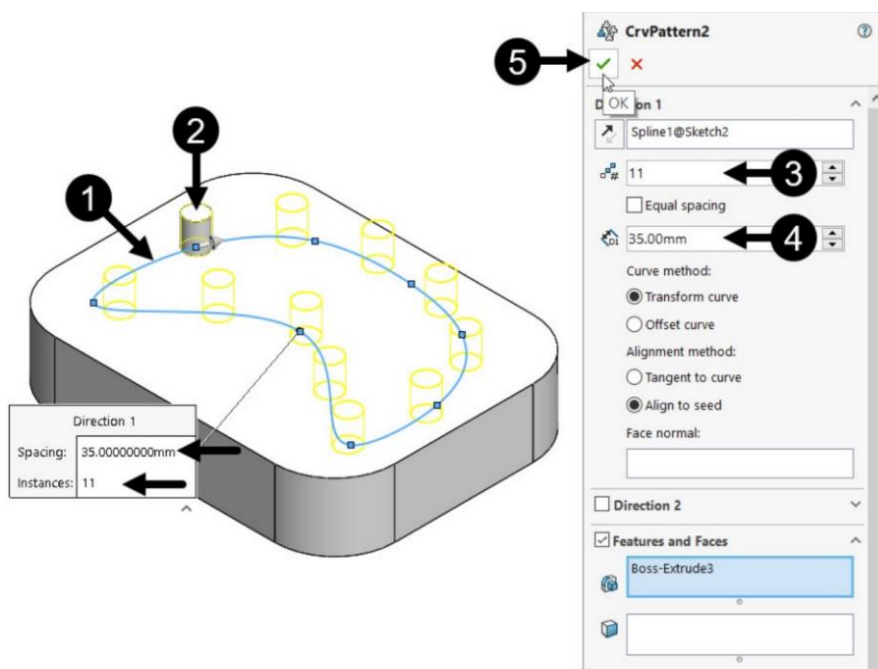 CrvPattern2
5
OK
Direction 1
Spline1@Sketch2
2
1
11
3
Equal spacing
35.00mm
4
Curve method:
Transform curve
Offset curve
Alignment method:
Tangent to curve
Align to seed
Face normal:
Direction 1
Spacing: 35.00000000mm
Instances: 11
Direction 2
Features and Faces
Boss-Extrude3